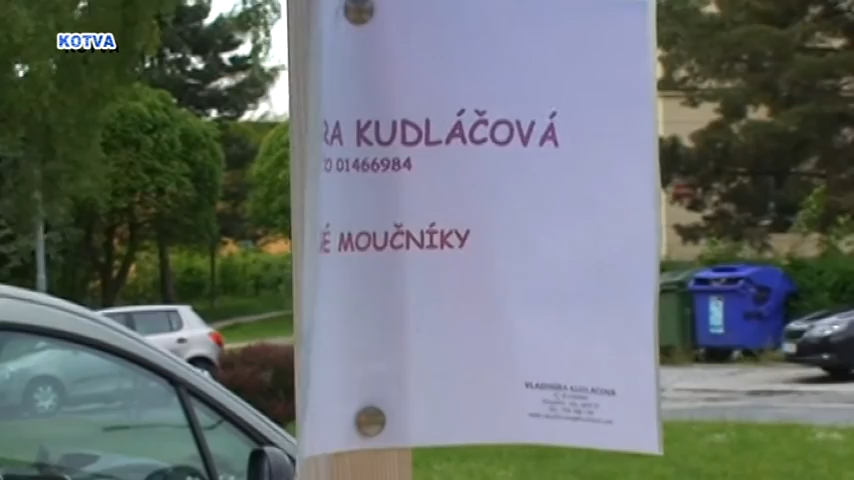 KOTVA
RA KUDLÁČOVÁ
O 01466984
É MOUČNÍKY
VLADIMÍRA KUDLÁČOVÁ